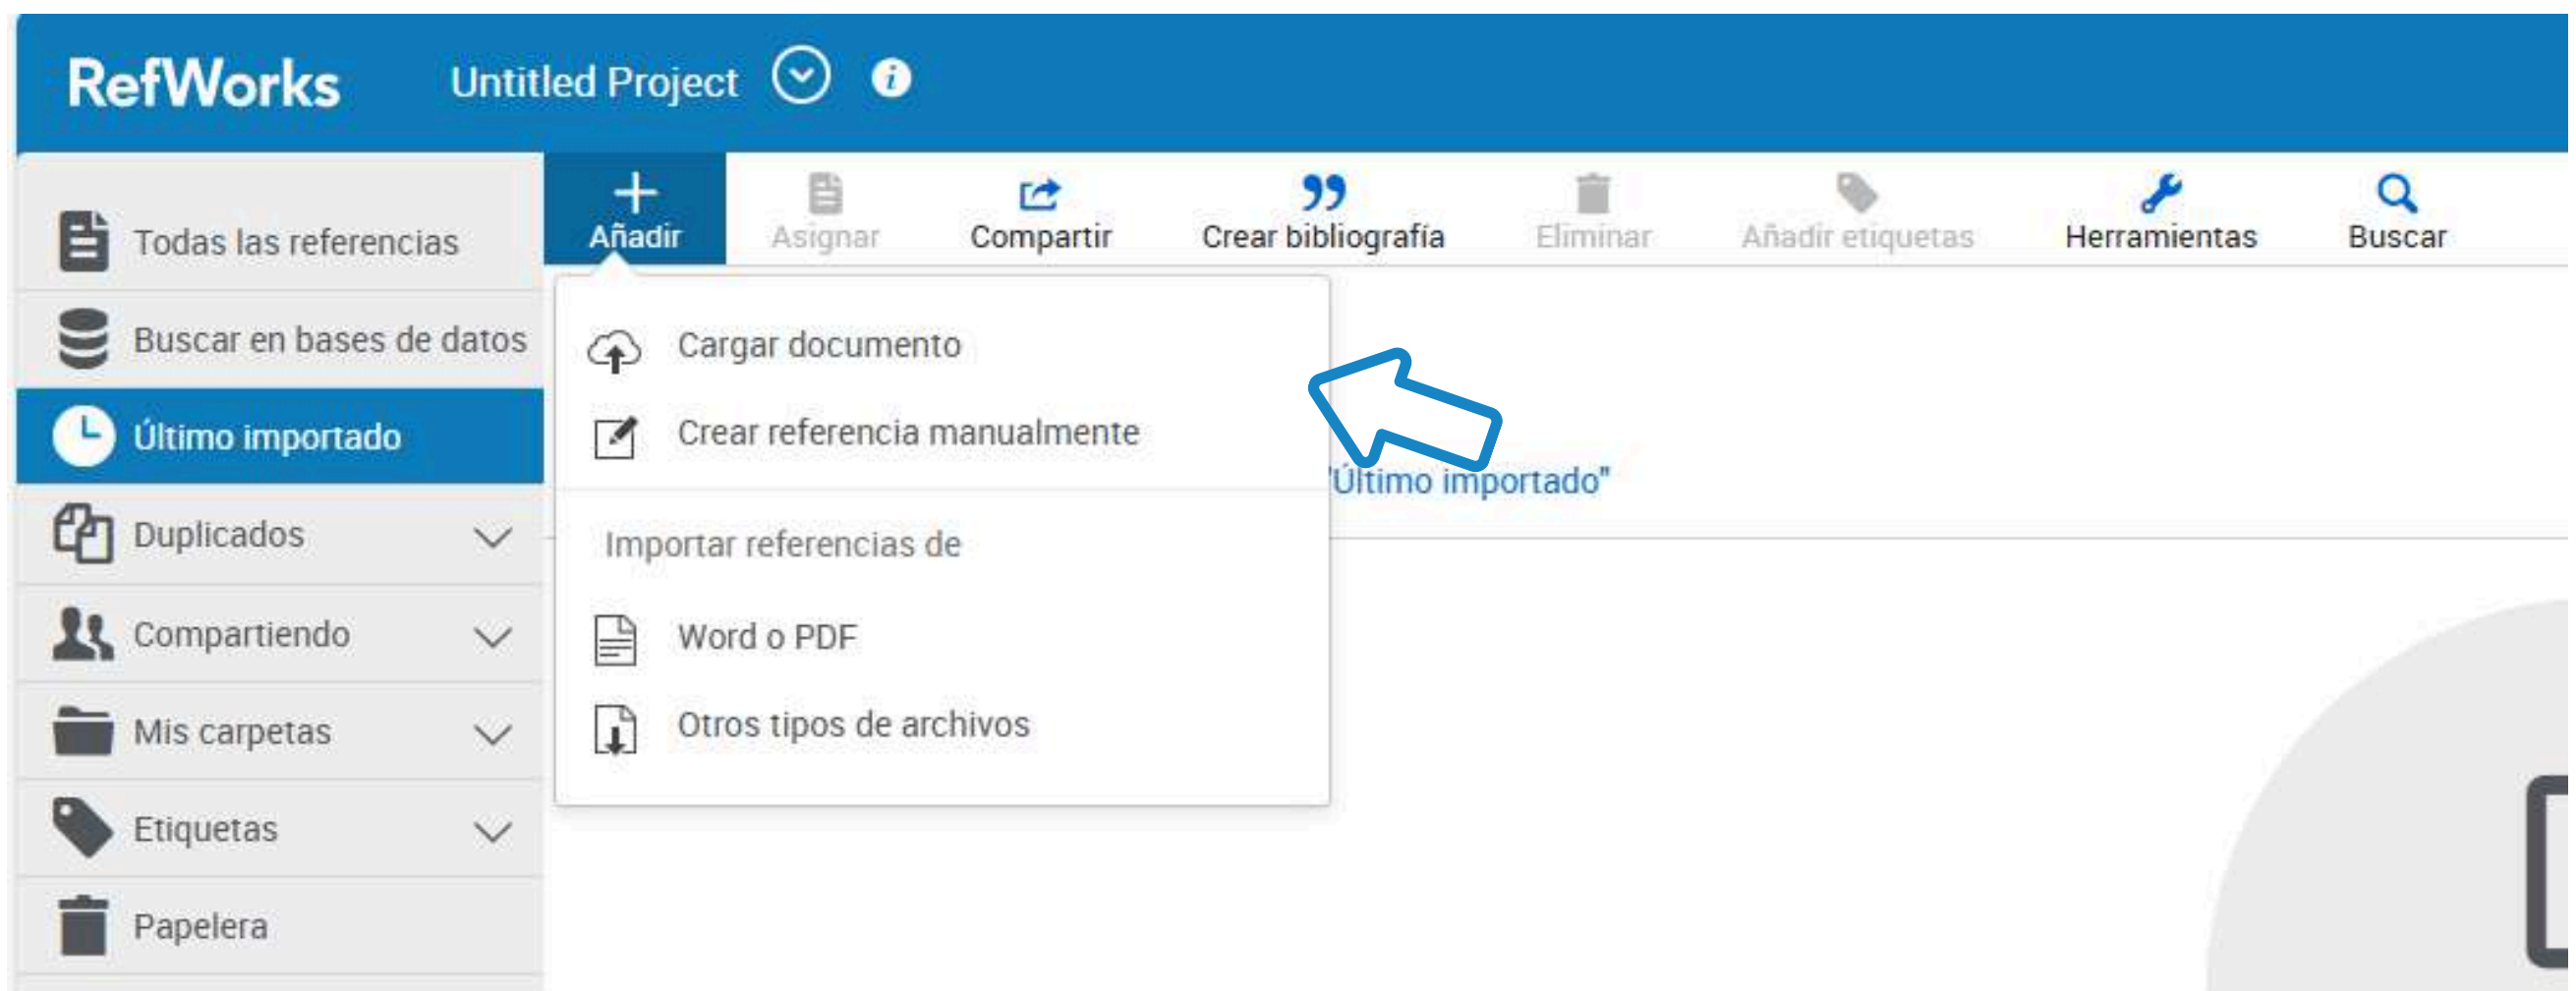 RefWorks
Untitled Project
Todas las referencias
Buscar en bases de datos
Último importado
Duplicados
Compartiendo
Mis carpetas
Etiquetas
Papelera
Añadir
Asignar
Compartir
Crear bibliografía
Eliminar
Añadir etiquetas
Herramientas
Buscar
Cargar documento
Crear referencia manualmente
Importar referencias de
Word o PDF
Otros tipos de archivos
"Último importado"